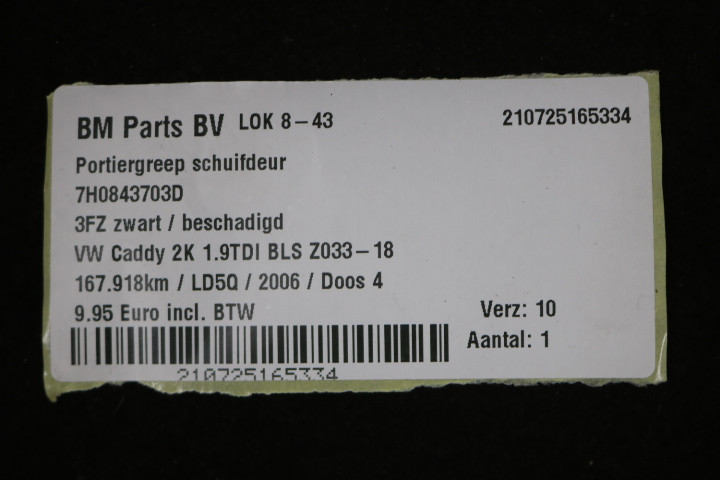 BM Parts BV LOK 8-43 210725165334
Portiergreep schuifdeur
7H0843703D
3FZ zwart / beschadigd
VW Caddy 2K 1.9TDI BLS Z033-18
167.918km / LD5Q / 2006 / Doos 4
9.95 Euro incl. BTW Verz: 10
Aantal: 1
210725165334